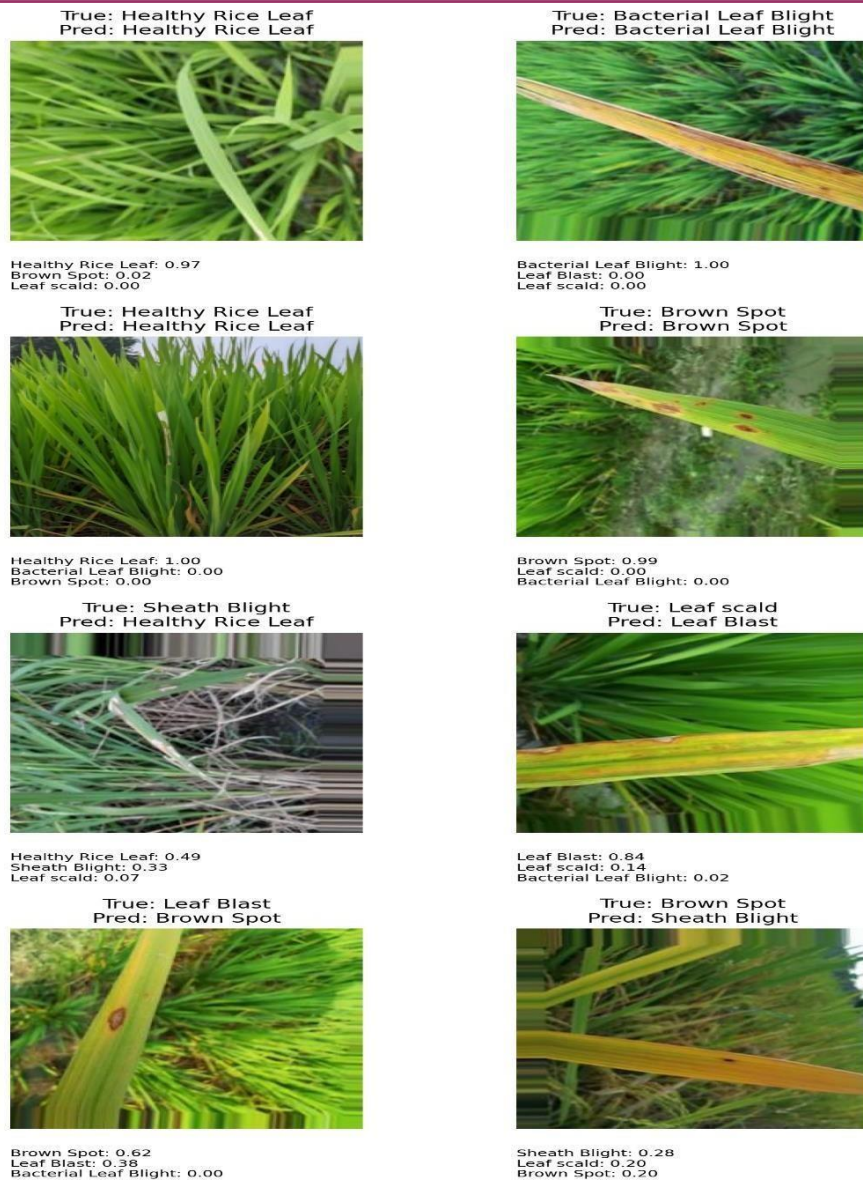 True: Healthy Rice Leaf
Pred: Healthy Rice Leaf
Healthy Rice Leaf: 0.97
Brown Spot: 0.02
Leaf scald: 0.00
True: Bacterial Leaf Blight
Pred: Bacterial Leaf Blight
Bacterial Leaf Blight: 1.00
Leaf Blast: 0.00
Leaf scald: 0.00
True: Healthy Rice Leaf
Pred: Healthy Rice Leaf
Healthy Rice Leaf: 1.00
Bacterial Leaf Blight: 0.00
Brown Spot: 0.00
True: Brown Spot
Pred: Brown Spot
Brown Spot: 0.99
Leaf scald: 0.00
Bacterial Leaf Blight: 0.00
True: Sheath Blight
Pred: Healthy Rice Leaf
Healthy Rice Leaf: 0.49
Sheath Blight: 0.33
Leaf scald: 0.07
True: Leaf scald
Pred: Leaf Blast
Leaf Blast: 0.84
Leaf scald: 0.14
Bacterial Leaf Blight: 0.02
True: Leaf Blast
Pred: Brown Spot
Brown Spot: 0.62
Leaf Blast: 0.38
Bacterial Leaf Blight: 0.00
True: Brown Spot
Pred: Sheath Blight
Sheath Blight: 0.28
Leaf scald: 0.20
Brown Spot: 0.20